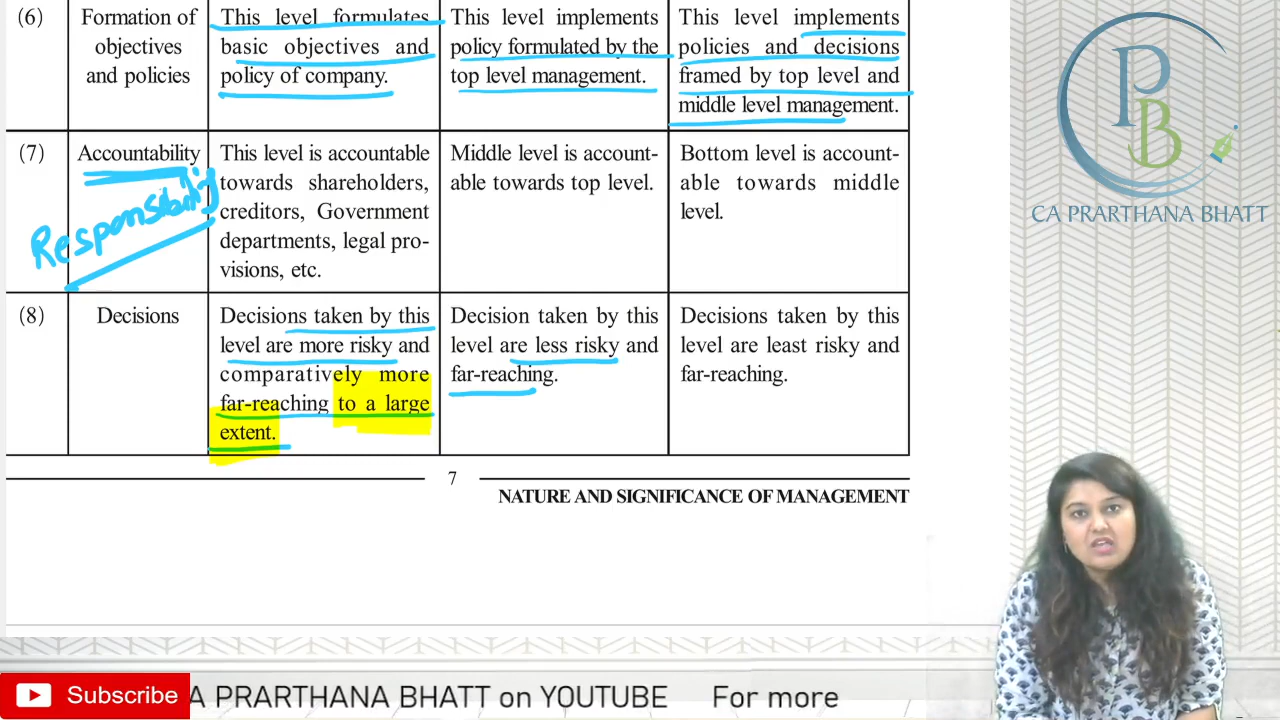 (6) Formation of objectives and policies
This level formulates
basic objectives and
policy of company.
This level implements
policy formulated by the
top level management.
This level implements
policies and decisions
framed by top level and
middle level management.
(7) Accountability
Responsibility
This level is accountable
towards shareholders,
creditors, Government
departments, legal pro-
visions, etc.
Middle level is account-
able towards top level.
Bottom level is account-
able towards middle
level.
(8) Decisions
Decisions taken by this
level are more risky and
comparatively more
far-reaching to a large
extent.
Decision taken by this
level are less risky and
far-reaching.
Decisions taken by this
level are least risky and
far-reaching.
7
NATURE AND SIGNIFICANCE OF MANAGEMENT
PB
CA PRARTHANA BHATT
Subscribe
A PRARTHANA BHATT on YOUTUBE For more